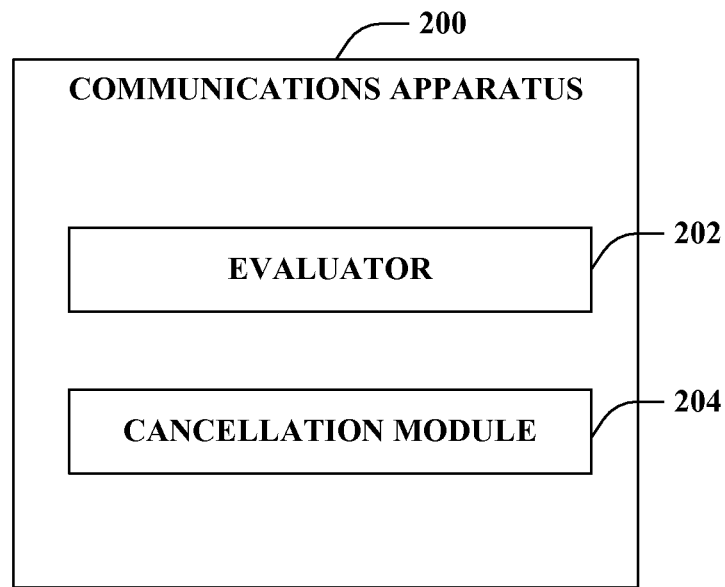 200
COMMUNICATIONS APPARATUS
202
EVALUATOR
204
CANCELLATION MODULE